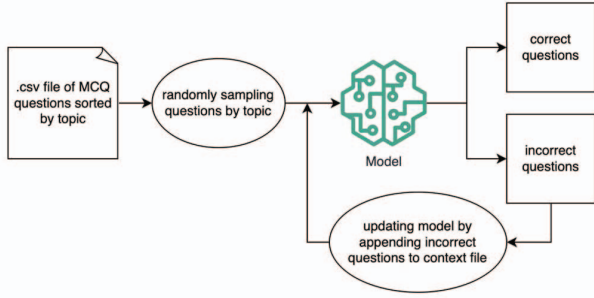 .csv file of MCQ
questions sorted
by topic
randomly sampling
questions by topic
Model
correct
questions
incorrect
questions
updating model by
appending incorrect
questions to context file